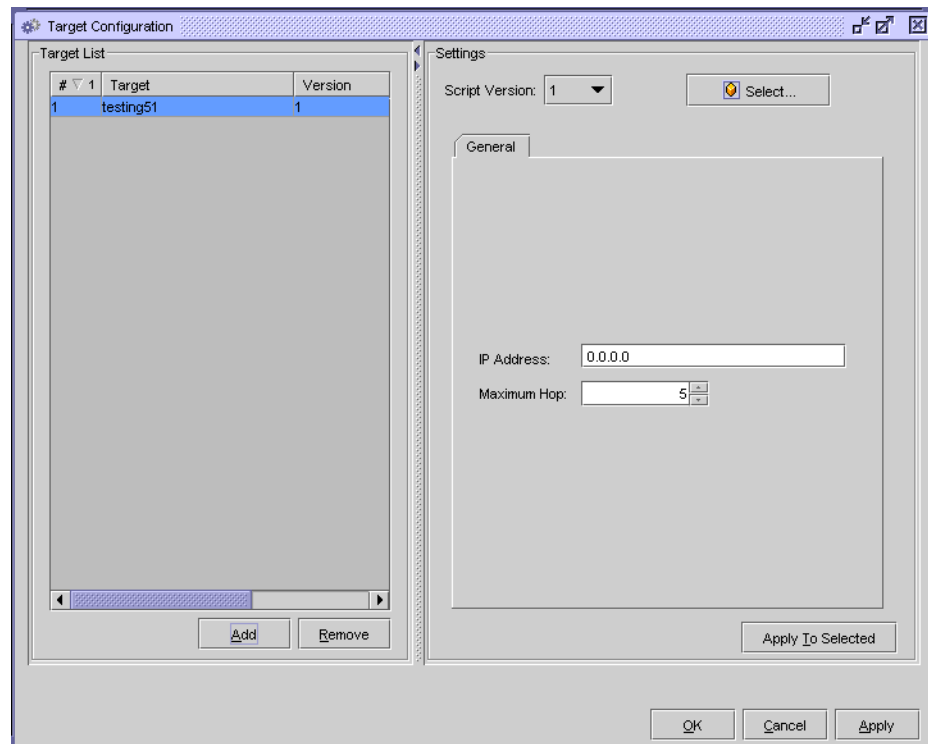 Target Configuration
Target List
# 1 Target Version
1 testing51 1
Add Remove
Settings
Script Version: 1 Select...
General
IP Address: 0.0.0.0
Maximum Hop: 5
Apply To Selected
OK Cancel Apply